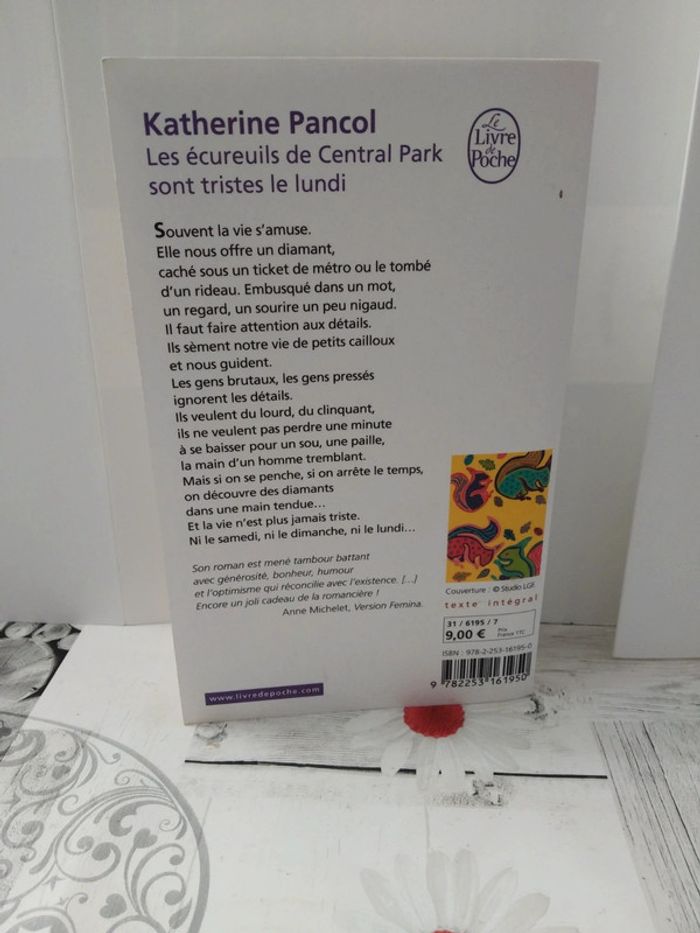 Katherine Pancol
Les écureuils de Central Park
sont tristes le lundi
Le
Livre
de
Poche
Souvent la vie s'amuse.
Elle nous offre un diamant,
caché sous un ticket de métro ou le tombé
d'un rideau. Embusqué dans un mot,
un regard, un sourire un peu nigaud.
Il faut faire attention aux détails.
Ils sèment notre vie de petits cailloux
et nous guident.
Les gens brutaux, les gens pressés
ignorent les détails.
Ils veulent du lourd, du clinquant,
ils ne veulent pas perdre une minute
à se baisser pour un sou, une paille,
la main d'un homme tremblant.
Mais si on se penche, si on arrête le temps,
on découvre des diamants
dans une main tendue...
Et la vie n'est plus jamais triste.
Ni le samedi, ni le dimanche, ni le lundi...
Son roman est mené tambour battant
avec générosité, bonheur, humour
et l'optimisme qui réconcilie avec l'existence. [...]
Encore un joli cadeau de la romancière !
Anne Michelet, Version Femina.
www.livredepoche.com
Couverture : © Studio LGF.
texte intégral
31 / 6195 / 7
9,00 €
Prix
France TTC
ISBN : 978-2-253-16195-0
9 782253 161950